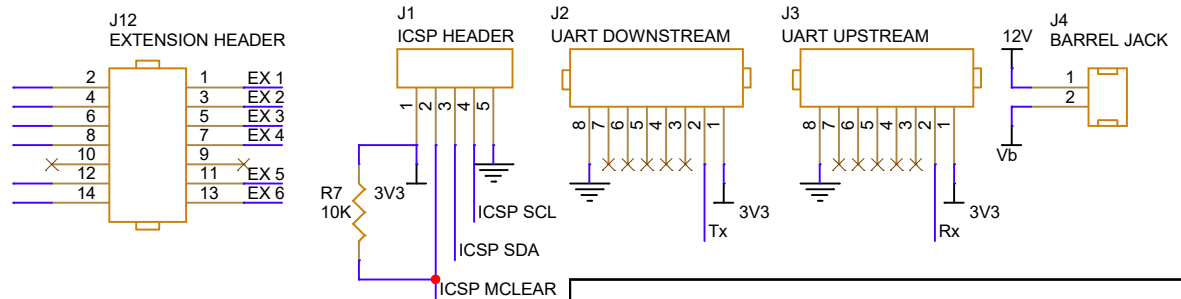 J12
EXTENSION HEADER
2
1
EX 1
4
3
EX 2
6
5
EX 3
8
7
EX 4
10
9
12
11
EX 5
14
13
EX 6
J1
ICSP HEADER
1
2
3
4
5
R7
10K
3V3
ICSP SCL
ICSP SDA
ICSP MCLEAR
J2
UART DOWNSTREAM
8
7
6
5
4
3
2
1
3V3
Tx
J3
UART UPSTREAM
8
7
6
5
4
3
2
1
3V3
Rx
J4
BARREL JACK
12V
1
2
Vb